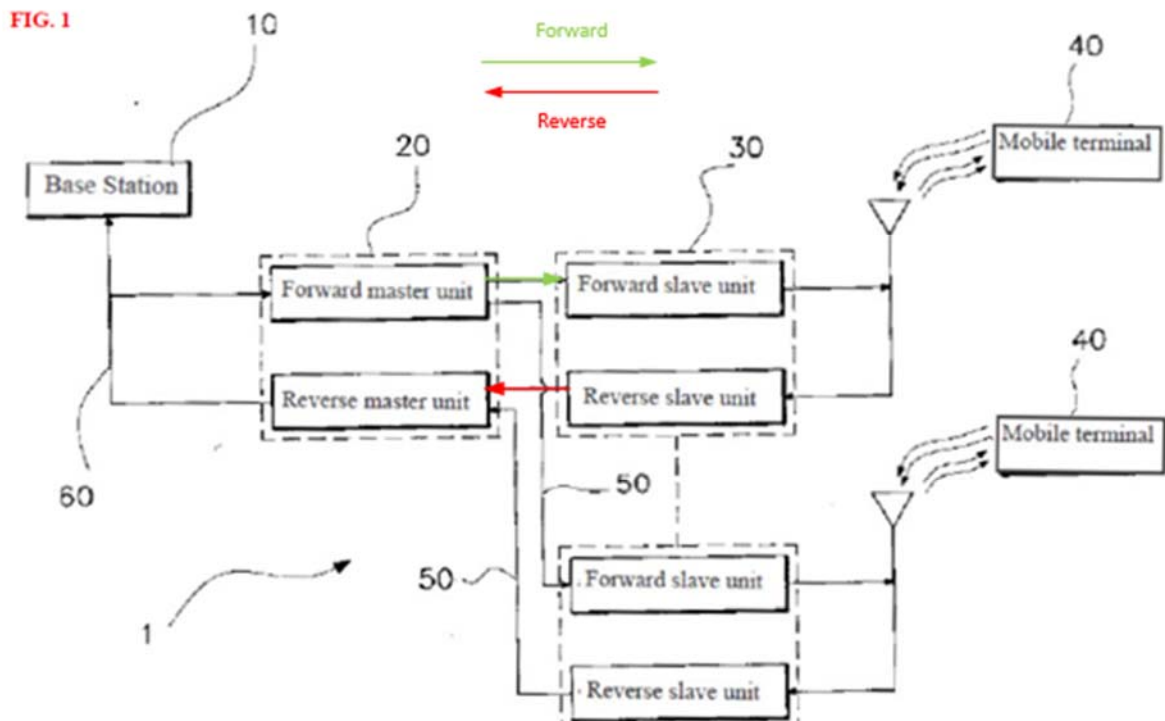 FIG. 1
10
Forward
Reverse
40
Mobile terminal
20
30
Base Station
Forward master unit
Forward slave unit
40
Reverse master unit
Reverse slave unit
Mobile terminal
60
50
50
Forward slave unit
1
Reverse slave unit